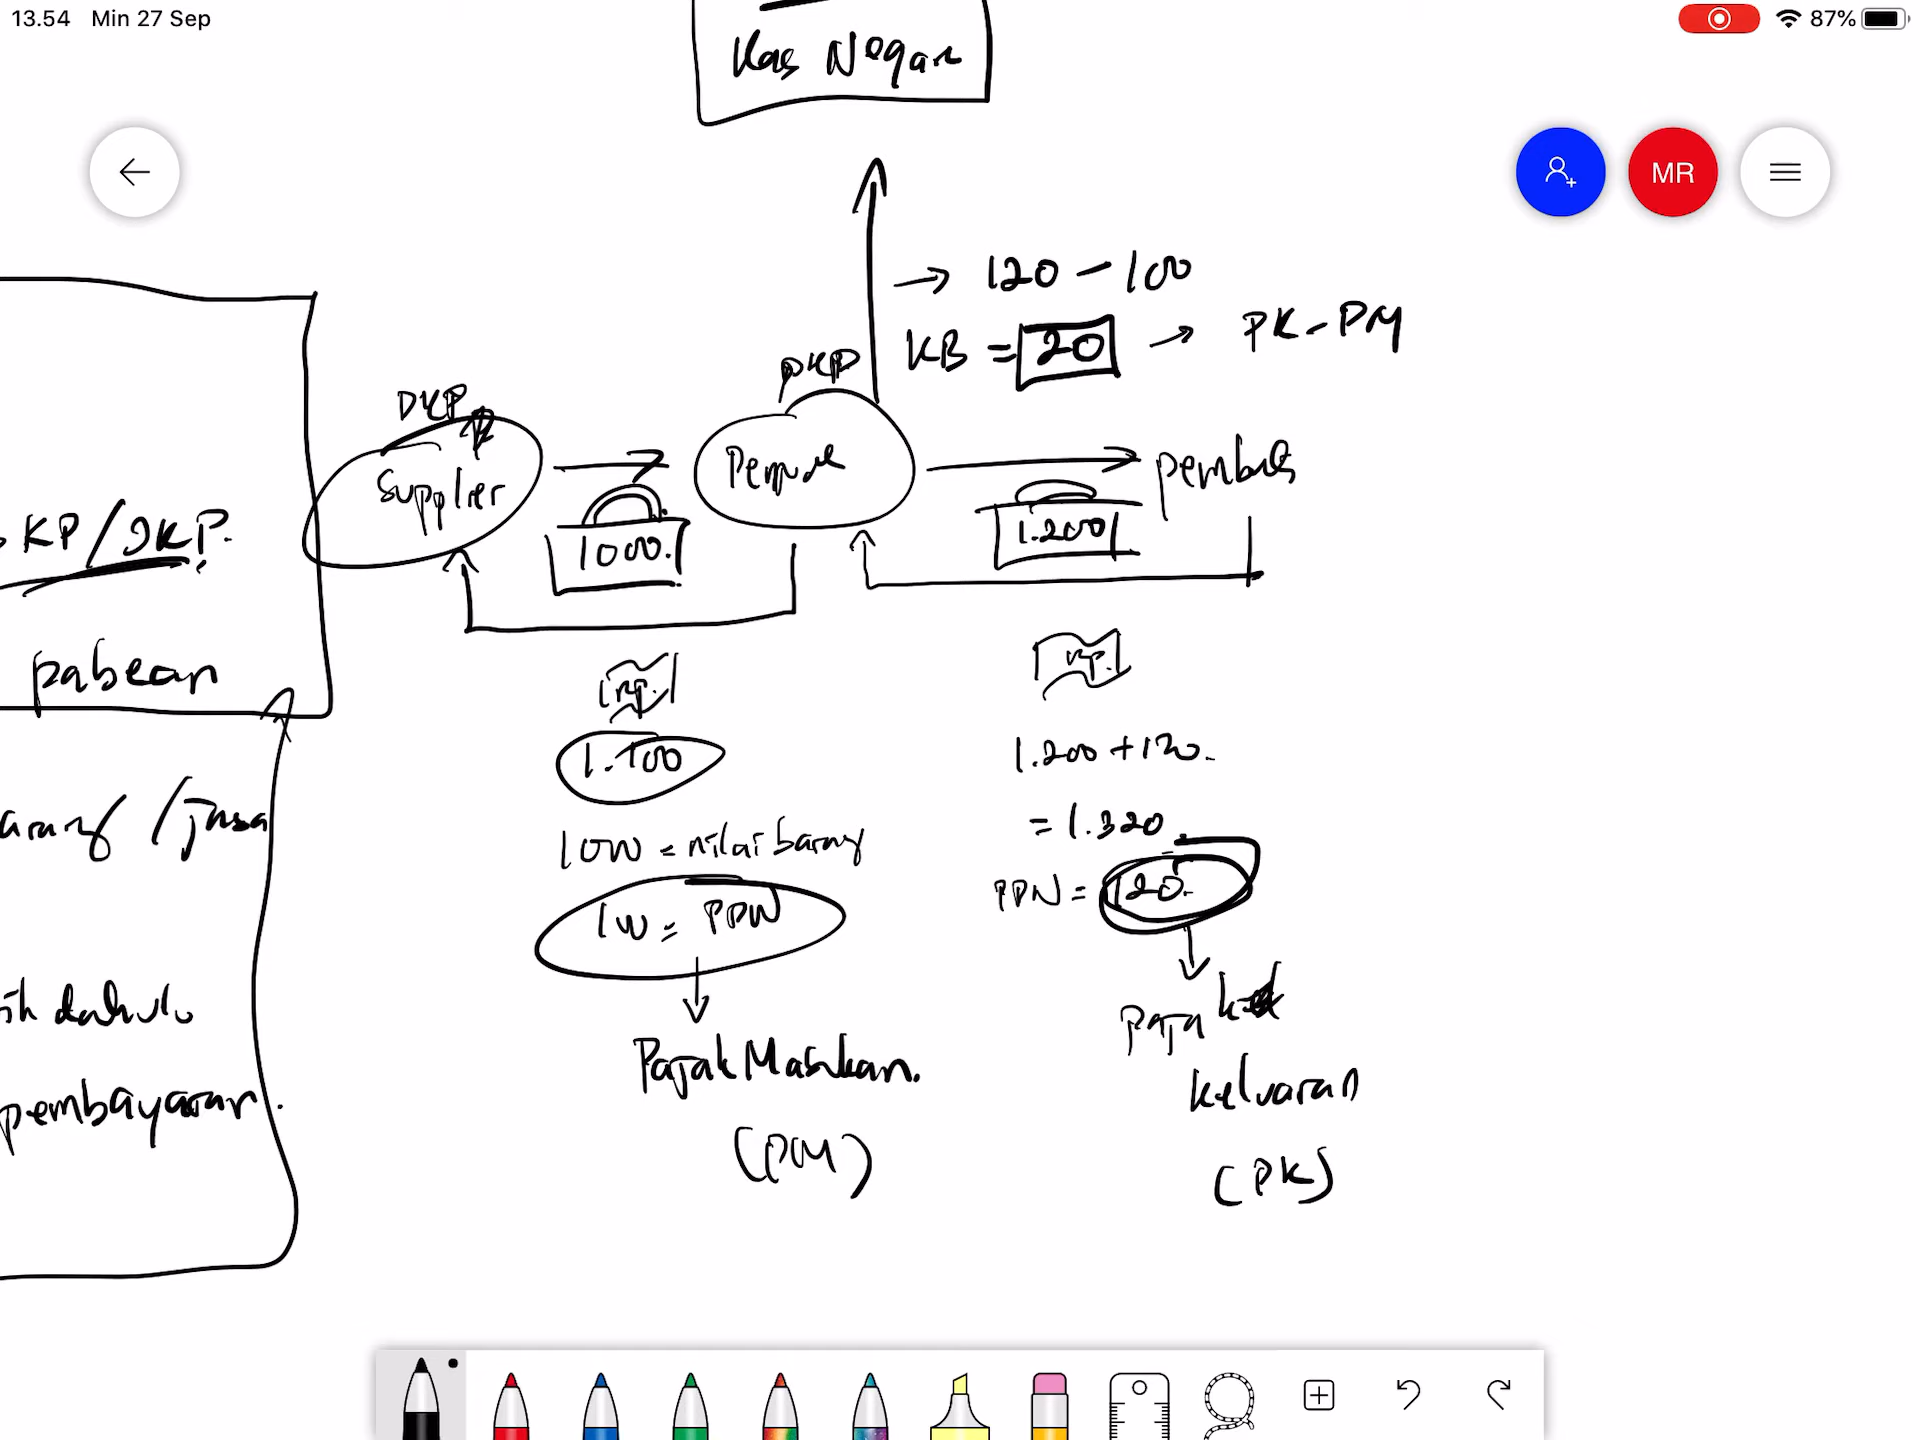 13.54 Min 27 Sep
87%
Kas Negara
MR
→ 120 - 100
KB = 20 → PK - PM
PKP
PKP
Supplier
1000.
1.200
KP / JKP.
pabean
Rp.
Rp.
1.100
1.200 + 120.
1000 = nilai barang
= 1.320.
100 = PPN
PPN = 120.
/ Jasa
dahulu
pembayaran.
Pajak Masukan.
(PM)
Pajak
keluaran
(PK)